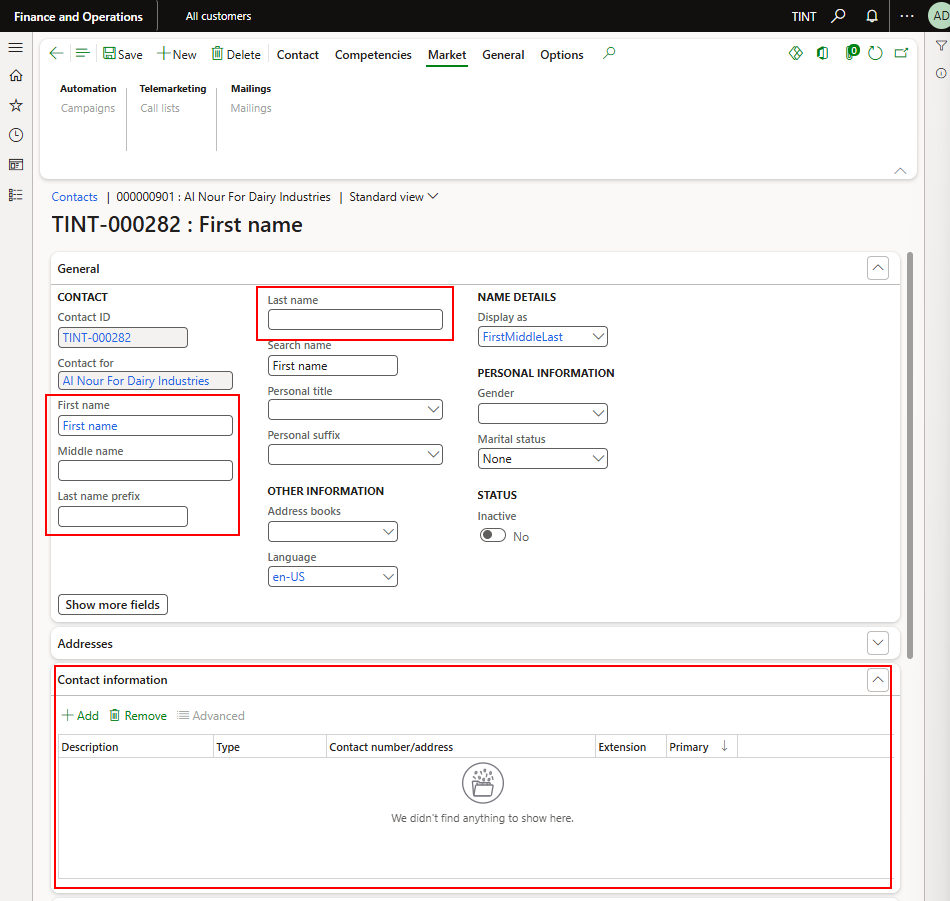 Finance and Operations
All customers
TINT
AD
Save
New
Delete
Contact
Competencies
Market
General
Options
0
Automation
Telemarketing
Mailings
Campaigns
Call lists
Mailings
Contacts | 000000901 : Al Nour For Dairy Industries | Standard view
TINT-000282 : First name
General
CONTACT
Contact ID
TINT-000282
Contact for
Al Nour For Dairy Industries
First name
First name
Middle name
Last name prefix
Last name
Search name
First name
Personal title
Personal suffix
OTHER INFORMATION
Address books
Language
en-US
NAME DETAILS
Display as
FirstMiddleLast
PERSONAL INFORMATION
Gender
Marital status
None
STATUS
Inactive
No
Show more fields
Addresses
Contact information
Add
Remove
Advanced
Description
Type
Contact number/address
Extension
Primary
We didn't find anything to show here.